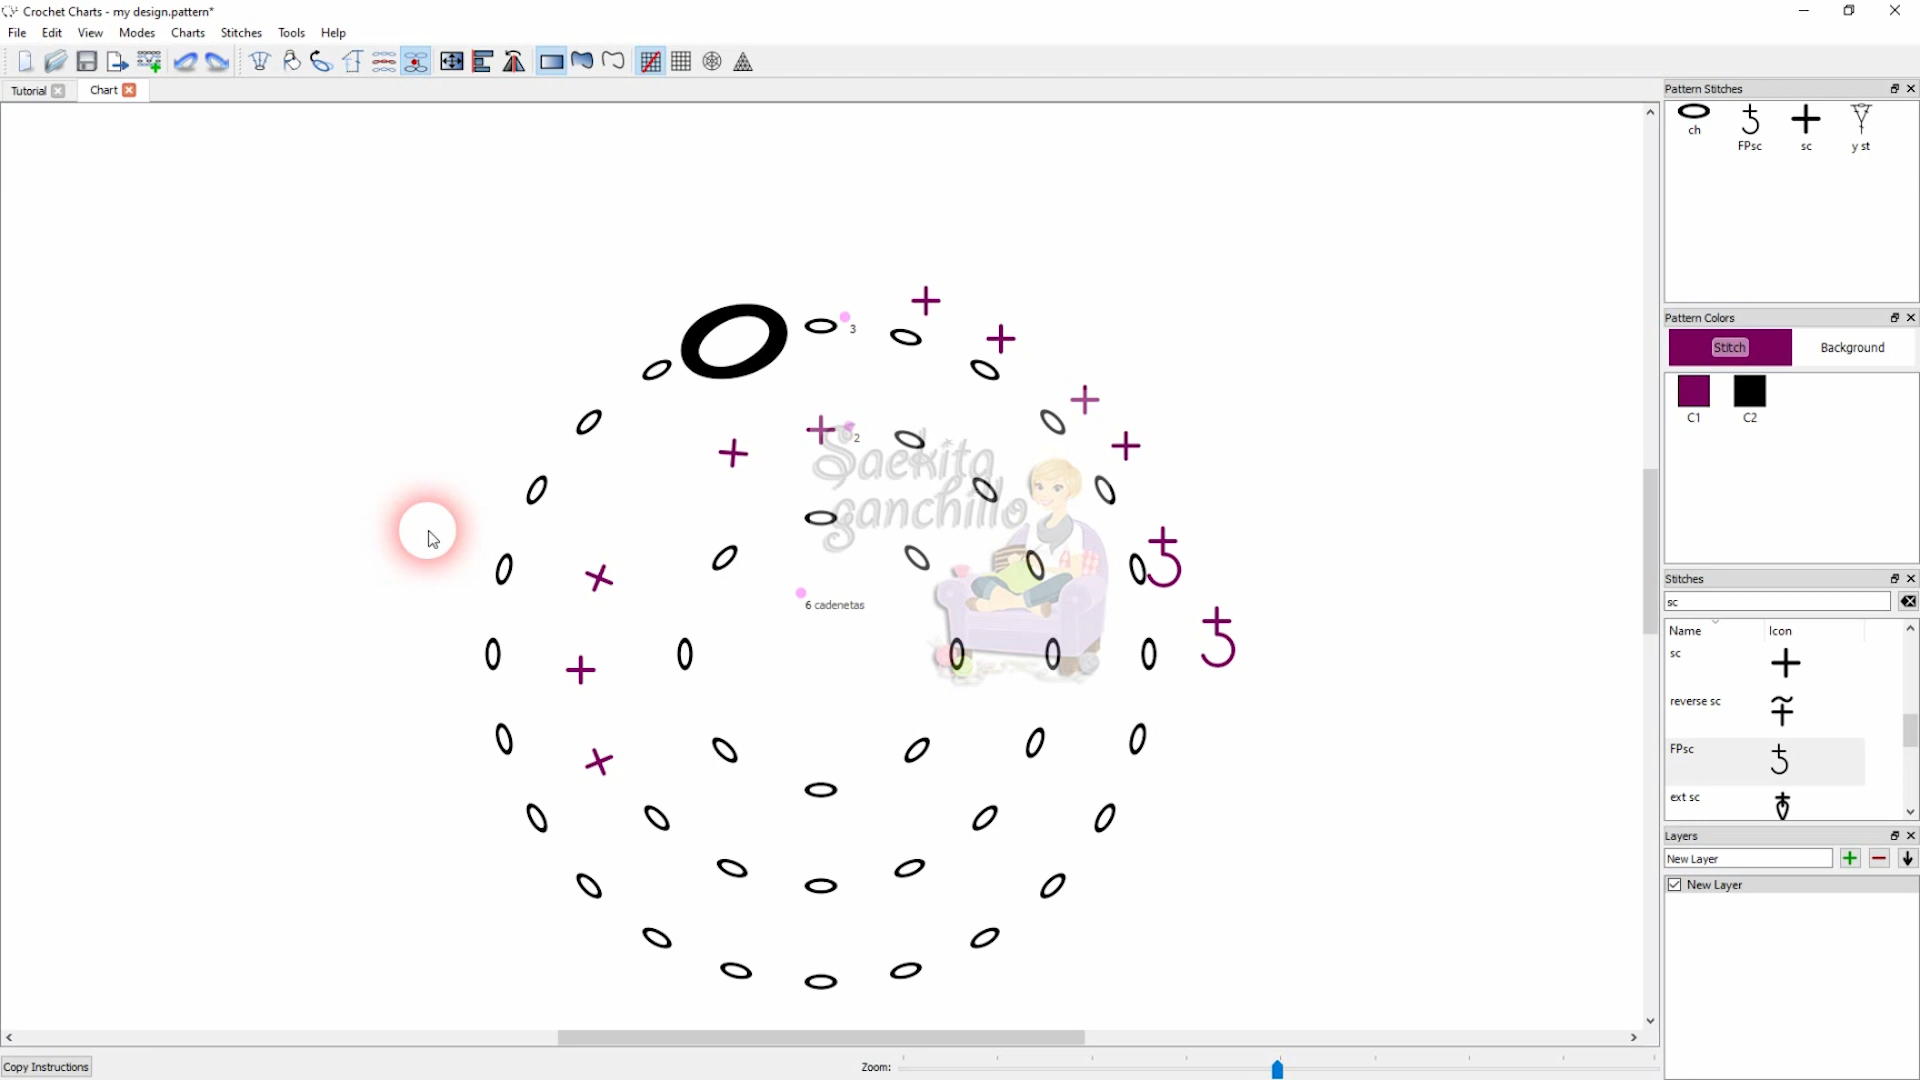 Crochet Charts - my design.pattern*
File Edit View Modes Charts Stitches Tools Help
Tutorial Chart
Pattern Stitches
ch FPsc sc y st
Pattern Colors
Stitch Background
C1 C2
Stitches
sc
Name Icon
sc
reverse sc
FPsc
ext sc
Layers
New Layer
New Layer
3
2
Saekita
ganchillo
6 cadenetas
Copy Instructions Zoom: